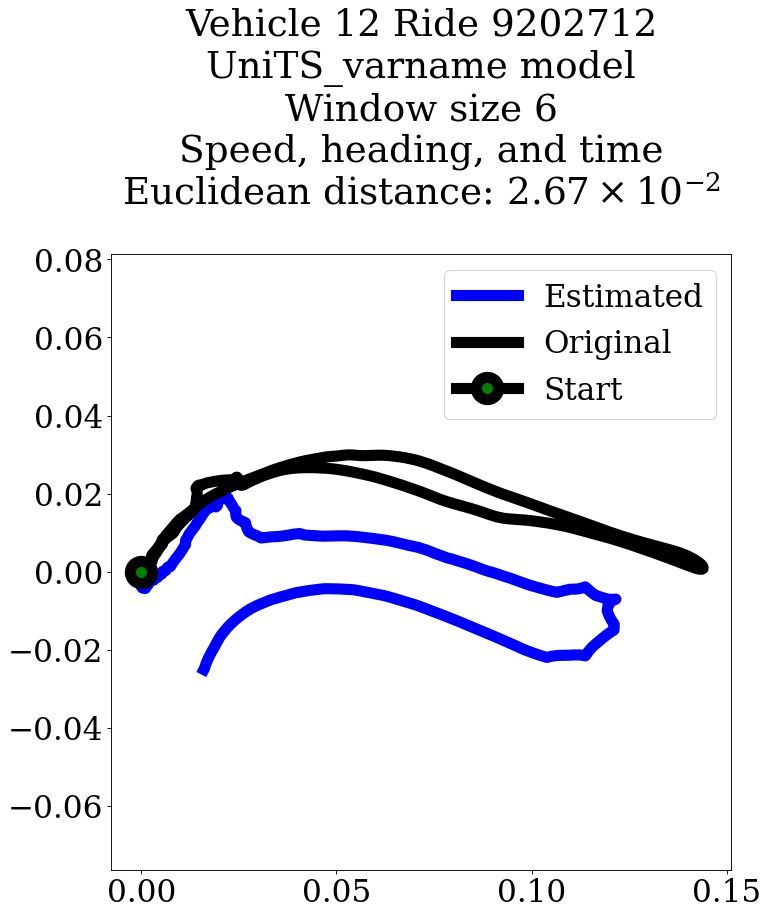 Vehicle 12 Ride 9202712
UniTS_varname model
Window size 6
Speed, heading, and time
Euclidean distance: 2.67 × 10⁻²
Estimated
Original
Start
0.08
0.06
0.04
0.02
0.00
−0.02
−0.04
−0.06
0.00 0.05 0.10 0.15